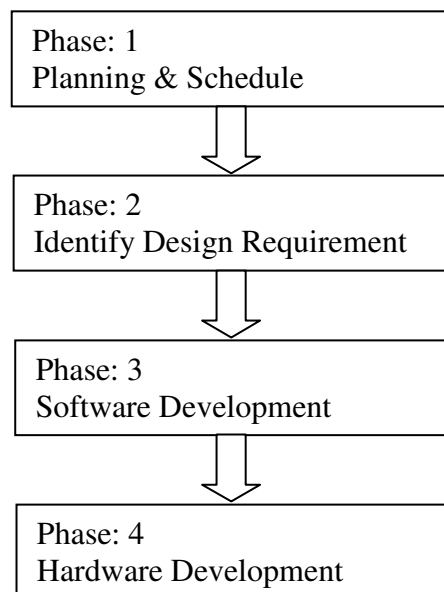 Phase: 1
Planning & Schedule
Phase: 2
Identify Design Requirement
Phase: 3
Software Development
Phase: 4
Hardware Development